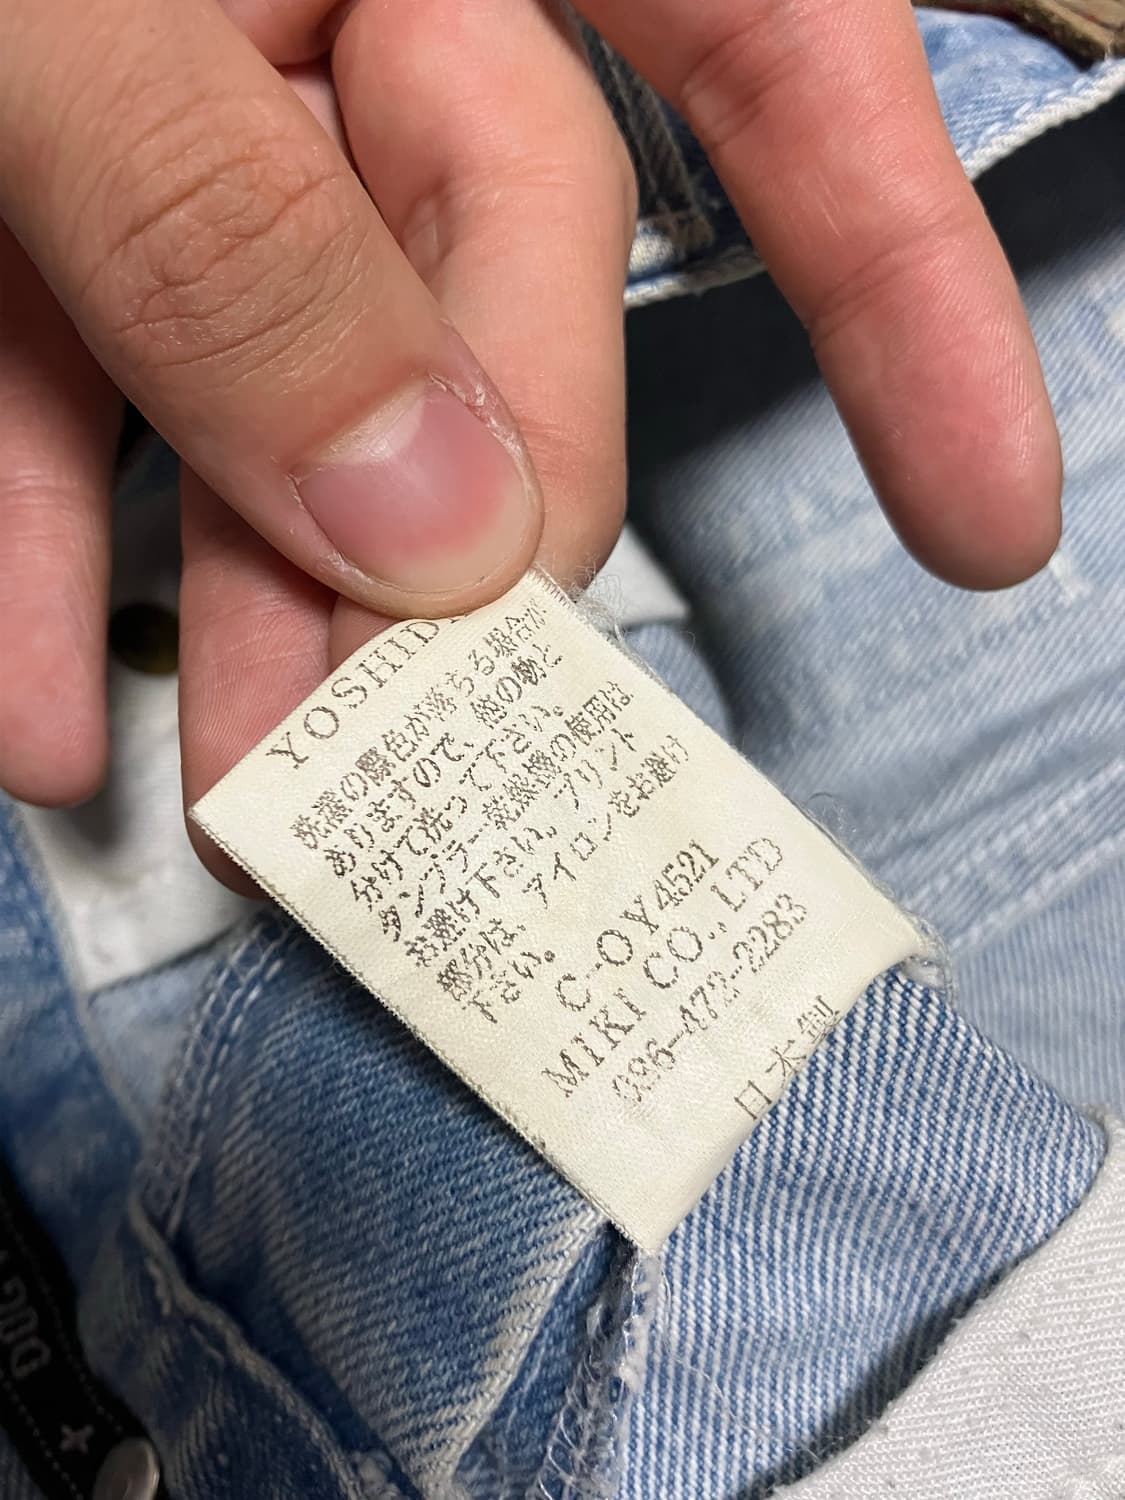 YOSHID
洗濯の際色が落ちる場合が
ありますので、他の物と
分けて洗って下さい。
タンブラー乾燥機の使用は
お避け下さい。プリント
部分は、アイロンをお避け
下さい。
C-OY4521
MIKI CO., LTD
086-472-2283
日本製